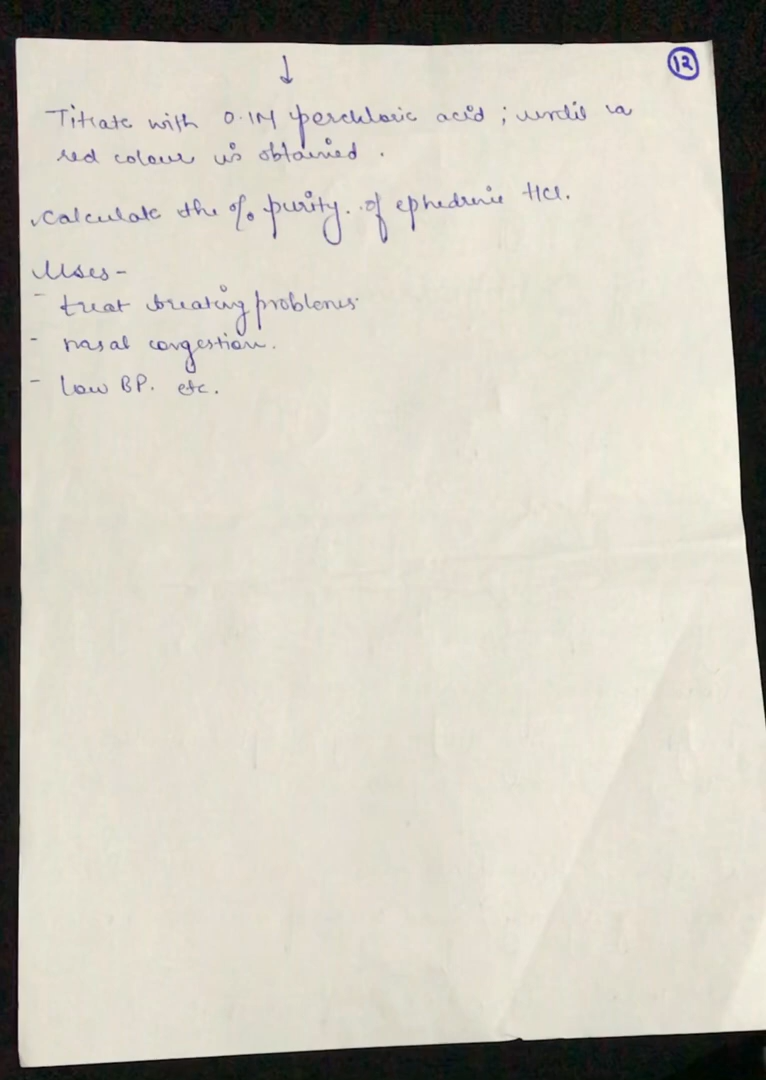 12
↓
Titrate with 0.1M perchloric acid ; until a
red colour is obtained .
Calculate the % purity. of ephedrine HCl.
Uses -
- treat breating problems.
- nasal congestion.
- low BP. etc.